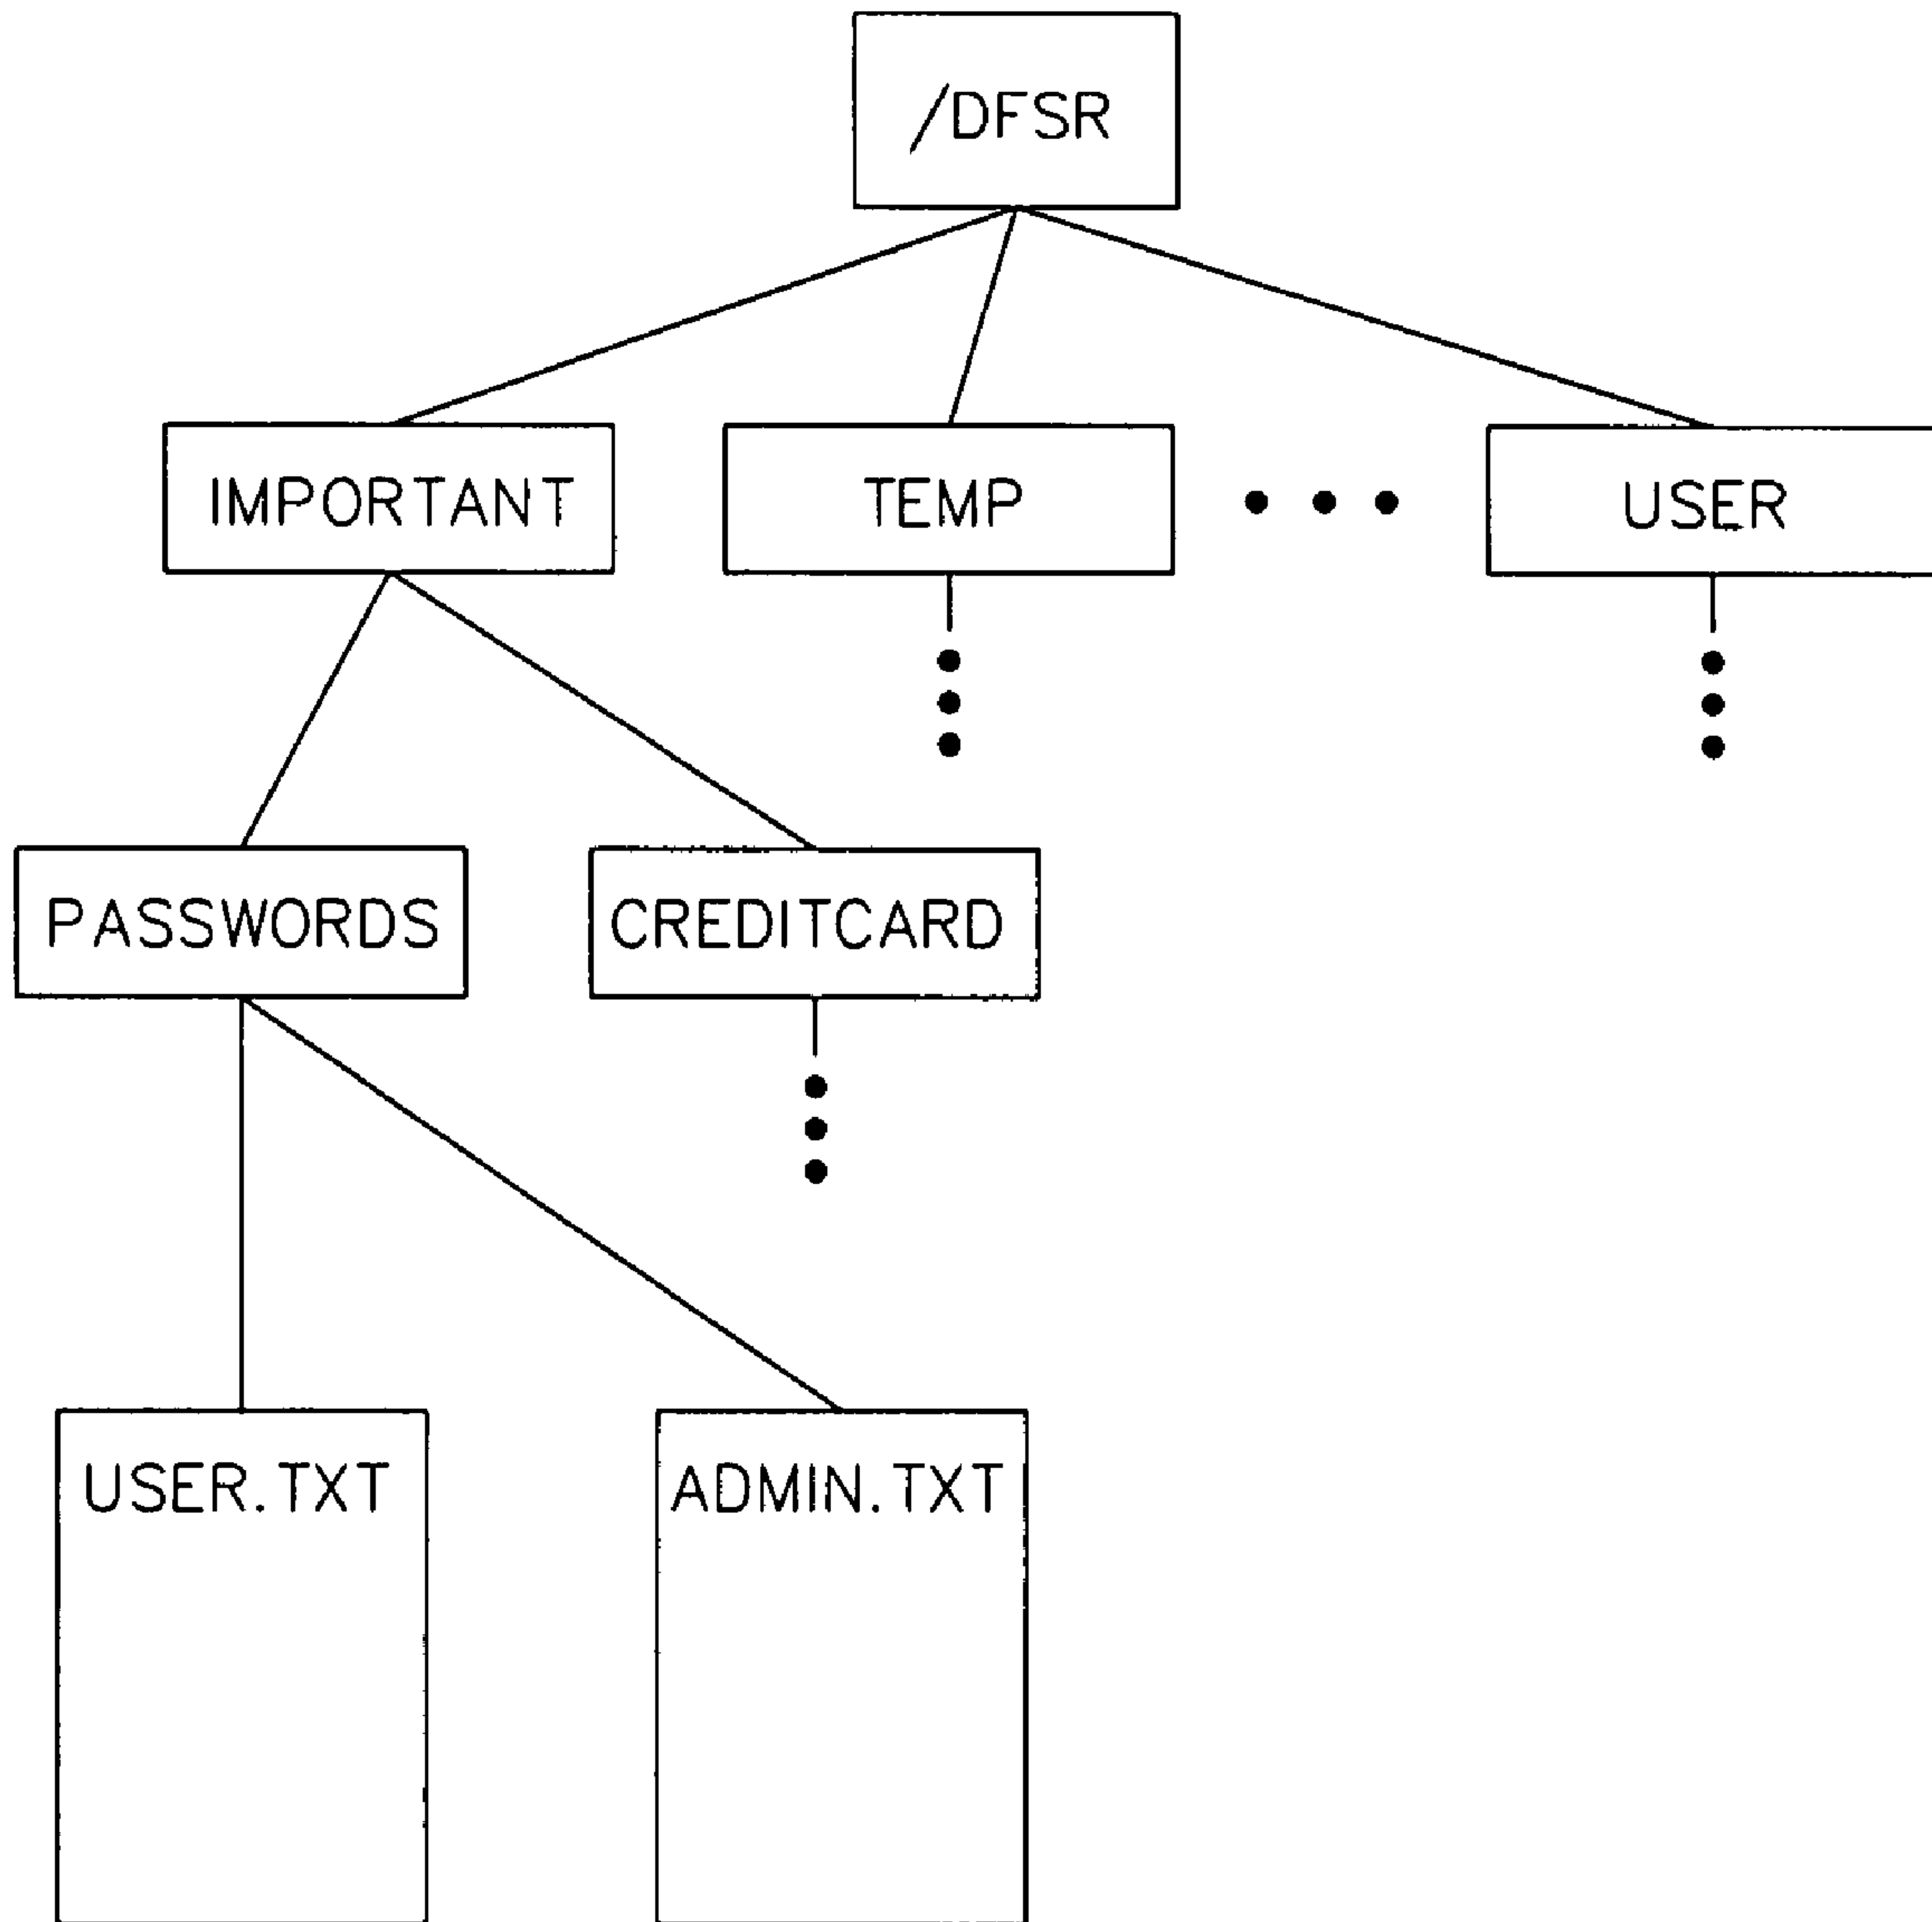 /DFSR
IMPORTANT
TEMP
USER
PASSWORDS
CREDITCARD
USER.TXT
ADMIN.TXT